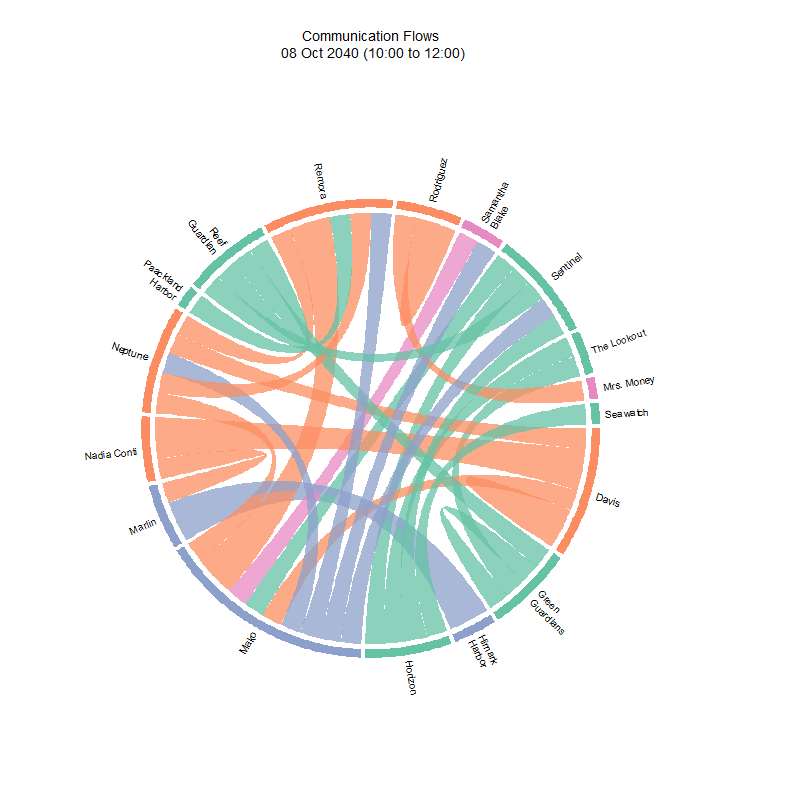 Communication Flows
08 Oct 2040 (10:00 to 12:00)
Remora
Rodriguez
Samantha
Blake
Sentinel
The Lookout
Mrs. Money
Seawatch
Davis
Green
Guardians
Himark
Harbor
Horizon
Mako
Marlin
Nadia Conti
Neptune
Paackland
Harbor
Reef
Guardian